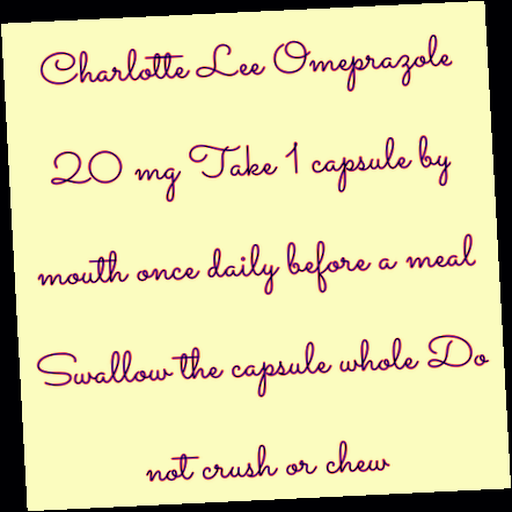 Charlotte Lee Omeprazole
20 mg Take 1 capsule by
mouth once daily before a meal
Swallow the capsule whole Do
not crush or chew